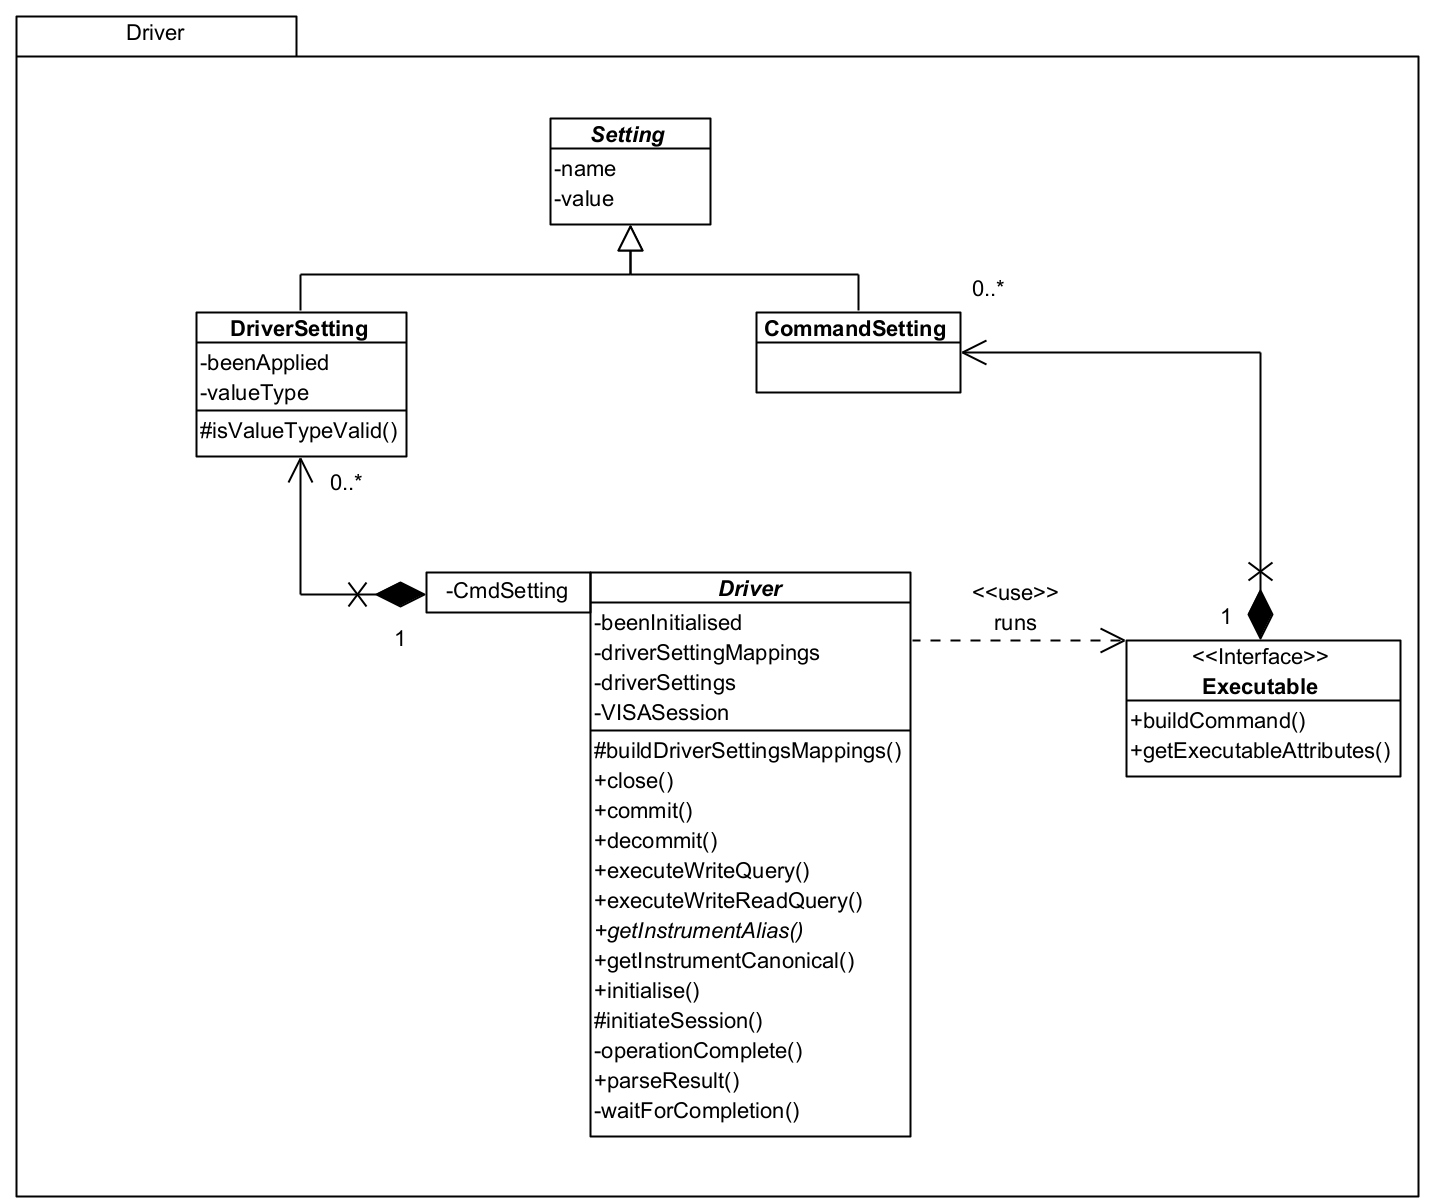 Driver
Setting
-name
-value
0..*
DriverSetting
-beenApplied
-valueType
#isValueTypeValid()
CommandSetting
0..*
-CmdSetting
1
Driver
-beenInitialised
-driverSettingMappings
-driverSettings
-VISASession
#buildDriverSettingsMappings()
+close()
+commit()
+decommit()
+executeWriteQuery()
+executeWriteReadQuery()
+getInstrumentAlias()
+getInstrumentCanonical()
+initialise()
#initiateSession()
-operationComplete()
+parseResult()
-waitForCompletion()
<<use>>
runs
1
<<Interface>>
Executable
+buildCommand()
+getExecutableAttributes()